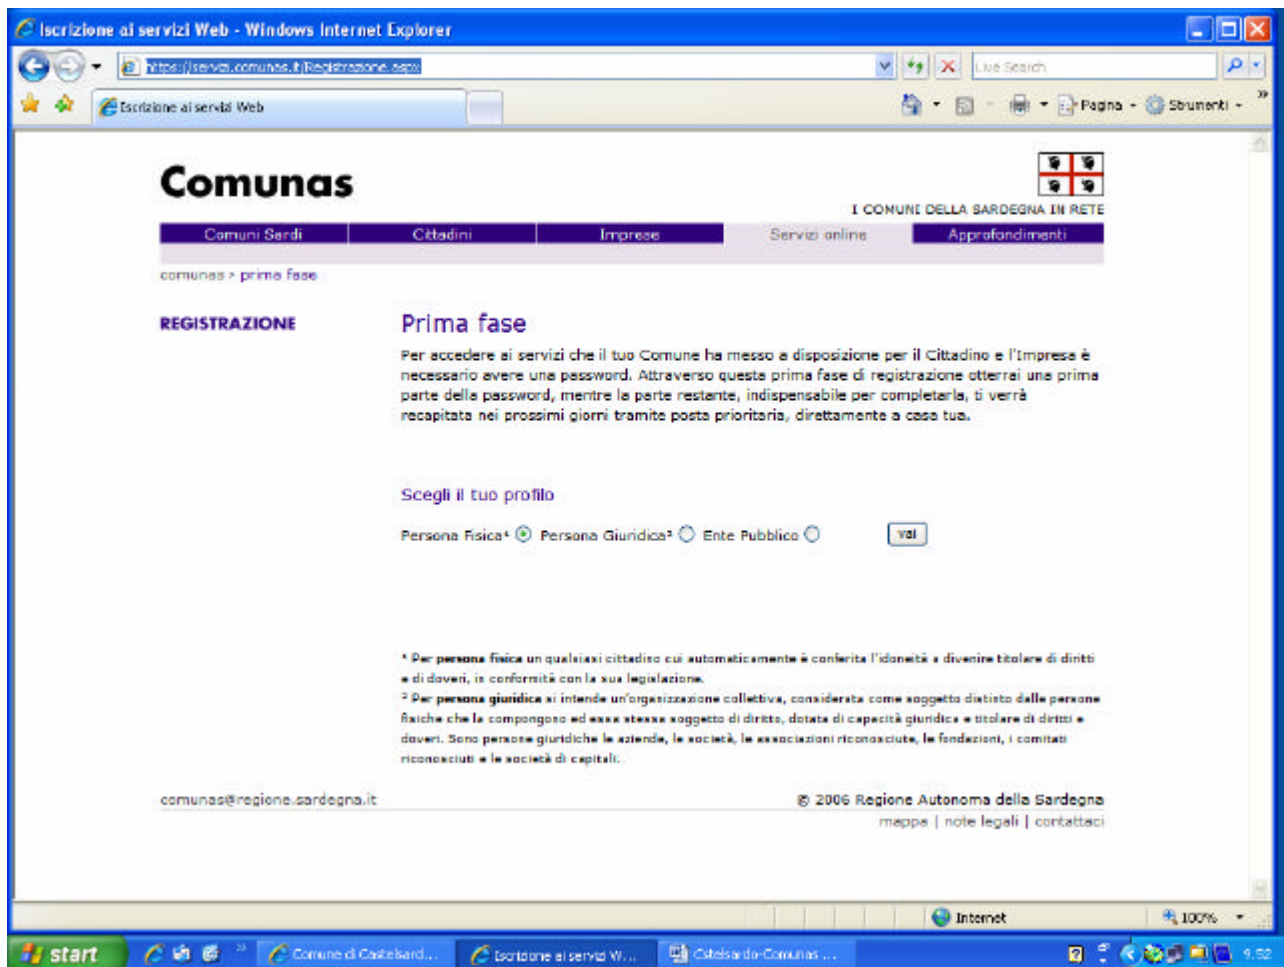 Iscrizione ai servizi Web - Windows Internet Explorer
https://servizi.comunas.it/Registrazione.aspx
Live Search
Iscrizione ai servizi Web
Pagina
Strumenti
»
Comunas
I COMUNI DELLA SARDEGNA IN RETE
Comuni Sardi Cittadini Imprese Servizi online Approfondimenti
comunas > prima fase
REGISTRAZIONE
Prima fase
Per accedere ai servizi che il tuo Comune ha messo a disposizione per il Cittadino e l'Impresa è
necessario avere una password. Attraverso questa prima fase di registrazione otterrai una prima
parte della password, mentre la parte restante, indispensabile per completarla, ti verrà
recapitata nei prossimi giorni tramite posta prioritaria, direttamente a casa tua.
Scegli il tuo profilo
Persona Fisica¹ Persona Giuridica² Ente Pubblico vai
¹ Per persona fisica un qualsiasi cittadino cui automaticamente è conferita l'idoneità a divenire titolare di diritti
e di doveri, in conformità con la sua legislazione.
² Per persona giuridica si intende un'organizzazione collettiva, considerata come soggetto distinto dalle persone
fisiche che la compongono ed essa stessa soggetto di diritto, dotata di capacità giuridica e titolare di diritti e
doveri. Sono persone giuridiche le aziende, le società, le associazioni riconosciute, le fondazioni, i comitati
riconosciuti e le società di capitali.
comunas@regione.sardegna.it © 2006 Regione Autonoma della Sardegna
mappa | note legali | contattaci
Internet 100%
start » Comune di Castelsard... Iscrizione ai servizi W... Cstelsardo-Comunas ... 9.52